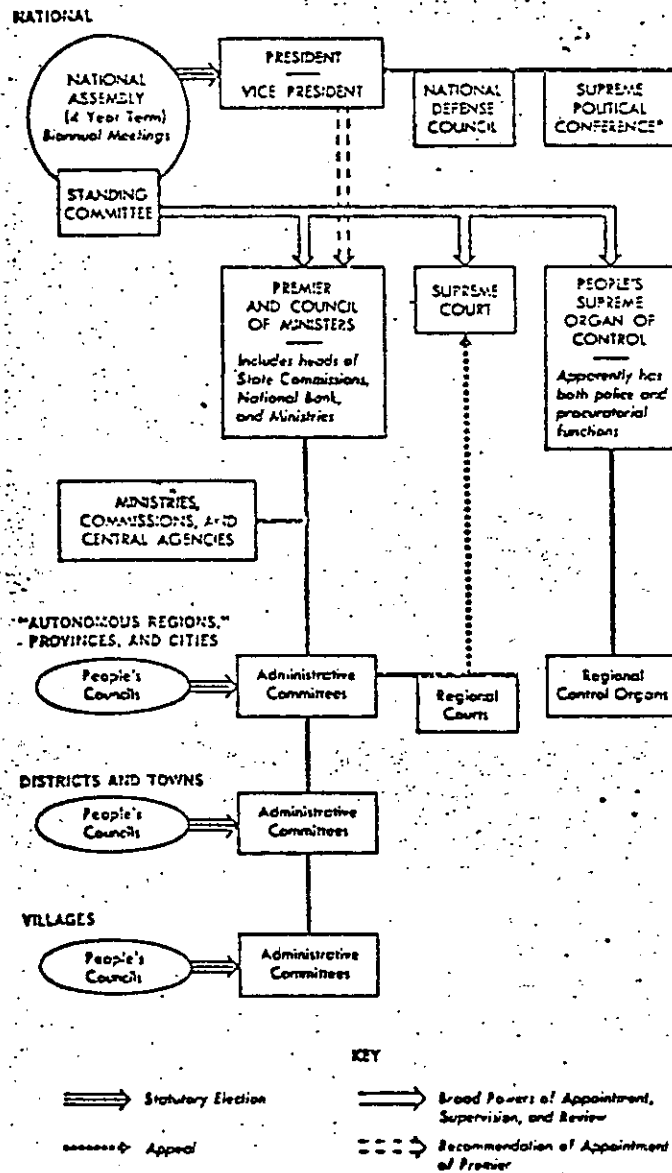 NATIONAL
NATIONAL
ASSEMBLY
(4 Year Term)
Biannual Meetings
STANDING
COMMITTEE
PRESIDENT
VICE PRESIDENT
NATIONAL
DEFENSE
COUNCIL
SUPREME
POLITICAL
CONFERENCE*
PREMIER
AND COUNCIL
OF MINISTERS
Includes heads of
State Commissions,
National Bank,
and Ministries
SUPREME
COURT
PEOPLE'S
SUPREME
ORGAN OF
CONTROL
Apparently has
both police and
procuratorial
functions
MINISTRIES,
COMMISSIONS, AND
CENTRAL AGENCIES
"AUTONOMOUS REGIONS,"
PROVINCES, AND CITIES
People's
Councils
Administrative
Committees
Regional
Courts
Regional
Control Organs
DISTRICTS AND TOWNS
People's
Councils
Administrative
Committees
VILLAGES
People's
Councils
Administrative
Committees
KEY
Statutory Election
Broad Powers of Appointment,
Supervision, and Review
Appeal
Recommendation of Appointment
of Premier